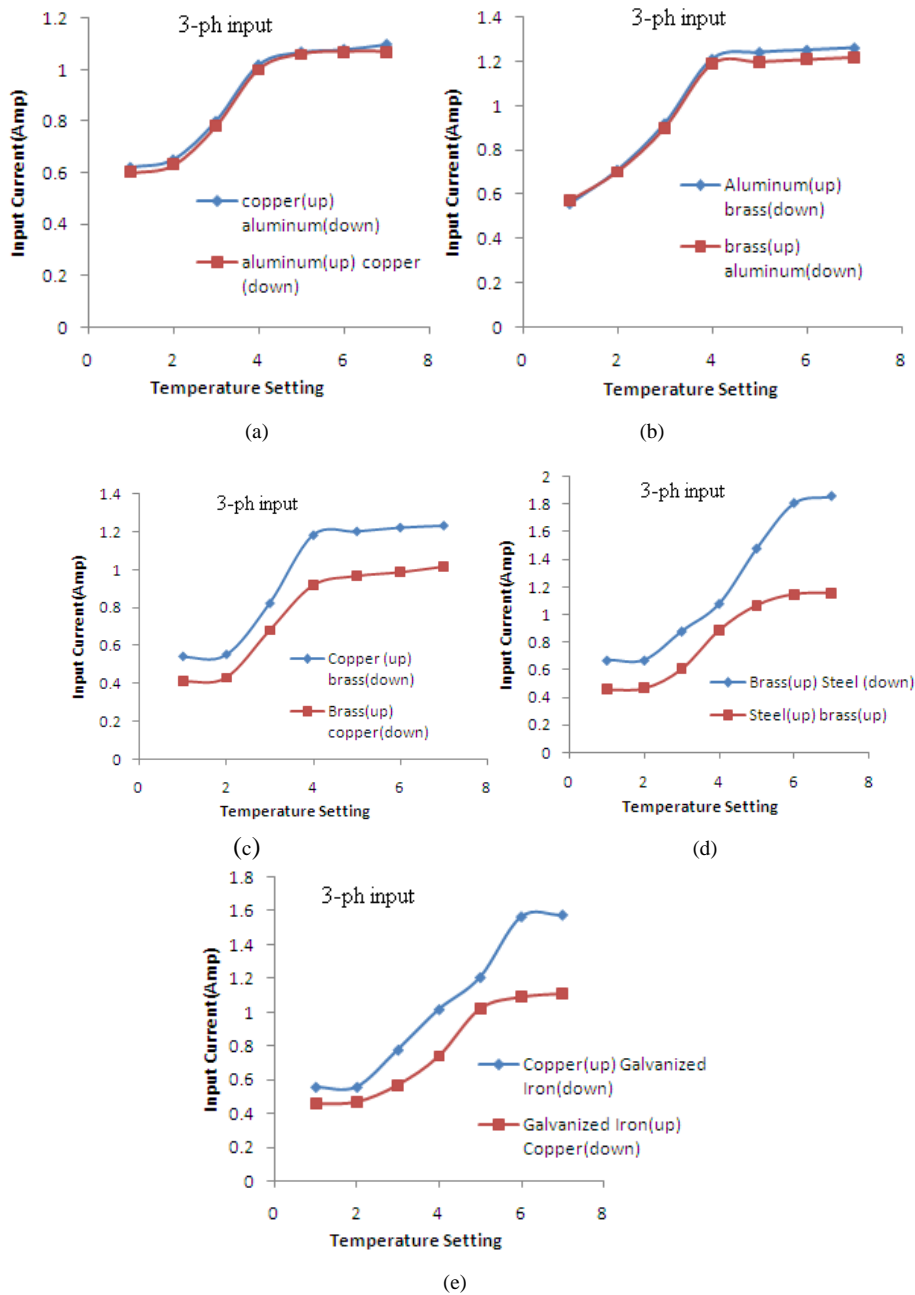 3-ph input
1.2
1
0.8
0.6
0.4
0.2
0
0
2
4
6
8
Input Current(Amp)
Temperature Setting
copper(up)
aluminum(down)
aluminum(up) copper
(down)
(a)
3-ph input
1.4
1.2
1
0.8
0.6
0.4
0.2
0
0
2
4
6
8
Input Current(Amp)
Temperature Setting
Aluminum(up)
brass(down)
brass(up)
aluminum(down)
(b)
3-ph input
1.4
1.2
1
0.8
0.6
0.4
0.2
0
0
2
4
6
8
Input Current(Amp)
Temperature Setting
Copper (up)
brass(down)
Brass(up)
copper(down)
(c)
3-ph input
2
1.8
1.6
1.4
1.2
1
0.8
0.6
0.4
0.2
0
0
2
4
6
8
Input Current(Amp)
Temperature Setting
Brass(up) Steel (down)
Steel(up) brass(up)
(d)
3-ph input
1.8
1.6
1.4
1.2
1
0.8
0.6
0.4
0.2
0
0
2
4
6
8
Input Current(Amp)
Temperature Setting
Copper(up) Galvanized
Iron(down)
Galvanized Iron(up)
Copper(down)
(e)